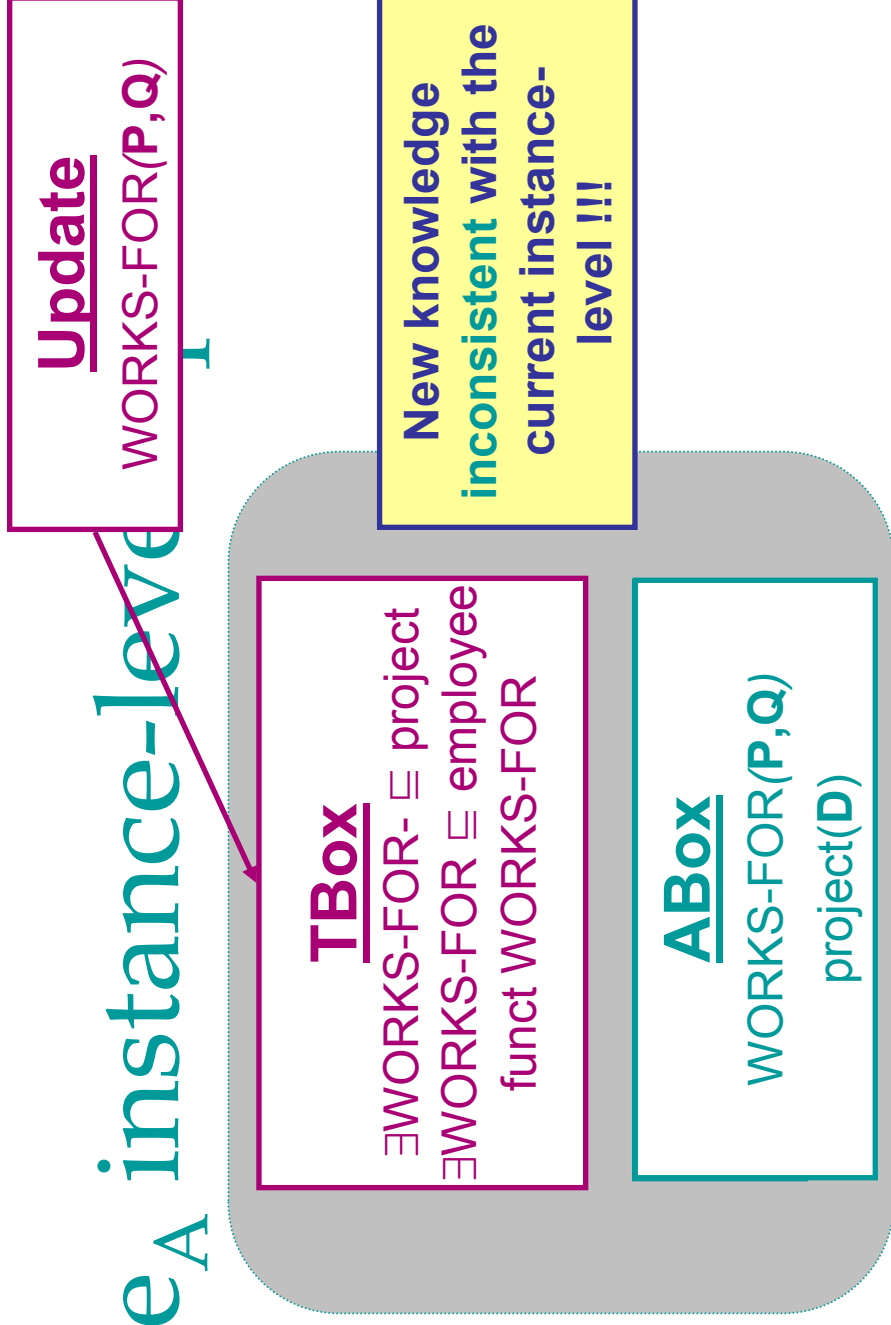 e_A instance-leve
Update
WORKS-FOR(P,Q)
TBox
∃WORKS-FOR- ⊑ project
∃WORKS-FOR ⊑ employee
funct WORKS-FOR
New knowledge
inconsistent with the
current instance-
level !!!
ABox
WORKS-FOR(P,Q)
project(D)